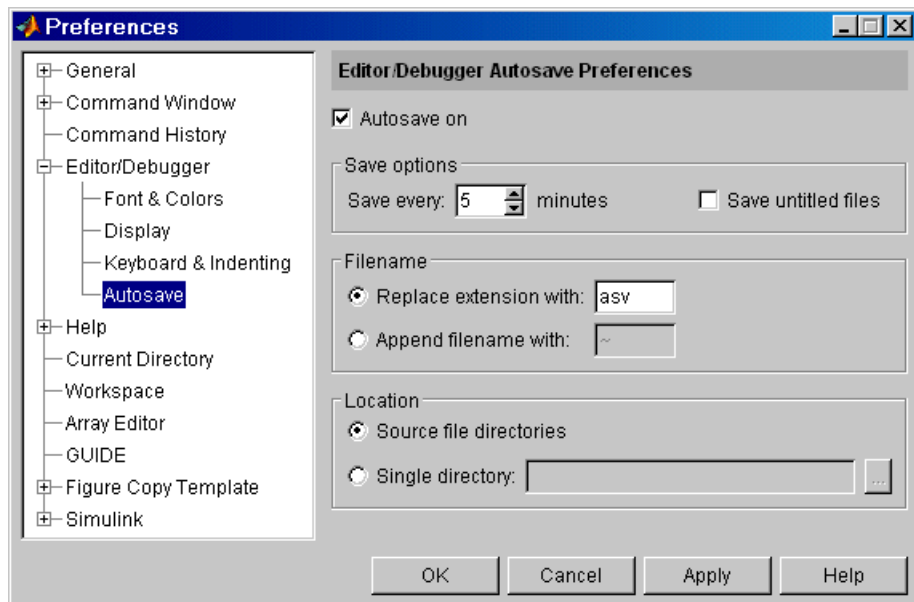 Preferences
General
Command Window
Command History
Editor/Debugger
Font & Colors
Display
Keyboard & Indenting
Autosave
Help
Current Directory
Workspace
Array Editor
GUIDE
Figure Copy Template
Simulink
Editor/Debugger Autosave Preferences
Autosave on
Save options
Save every: 5 minutes Save untitled files
Filename
Replace extension with: asv
Append filename with: ~
Location
Source file directories
Single directory: ...
OK Cancel Apply Help